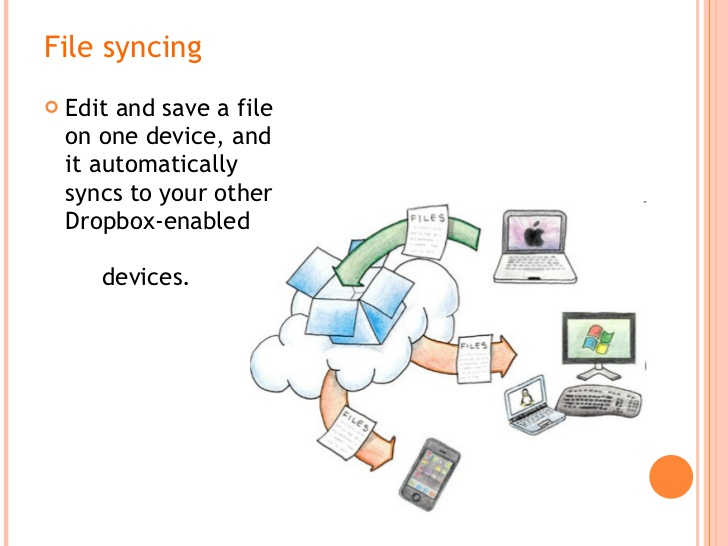 File syncing
Edit and save a file
on one device, and
it automatically
syncs to your other
Dropbox-enabled
devices.
FILES
FILES
FILES